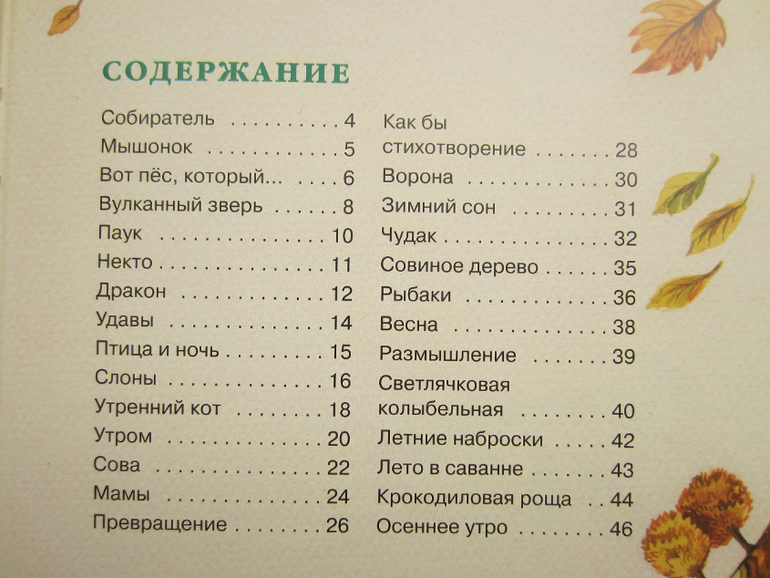 СОДЕРЖАНИЕ
Собиратель . . . . . . . . . . 4
Мышонок . . . . . . . . . . . . 5
Вот пёс, который... . . . . 6
Вулканный зверь . . . . . . 8
Паук . . . . . . . . . . . . . . . 10
Некто . . . . . . . . . . . . . . . 11
Дракон . . . . . . . . . . . . . 12
Удавы . . . . . . . . . . . . . . 14
Птица и ночь . . . . . . . . . 15
Слоны . . . . . . . . . . . . . . 16
Утренний кот . . . . . . . . 18
Утром . . . . . . . . . . . . . . 20
Сова . . . . . . . . . . . . . . . 22
Мамы . . . . . . . . . . . . . . 24
Превращение . . . . . . . . 26
Как бы
стихотворение . . . . . . . 28
Ворона . . . . . . . . . . . . . 30
Зимний сон . . . . . . . . . 31
Чудак . . . . . . . . . . . . . . . 32
Совиное дерево . . . . . . 35
Рыбаки . . . . . . . . . . . . . 36
Весна . . . . . . . . . . . . . . 38
Размышление . . . . . . . 39
Светлячковая
колыбельная . . . . . . . . 40
Летние наброски . . . . . 42
Лето в саванне . . . . . . . 43
Крокодиловая роща . . 44
Осеннее утро . . . . . . . . 46